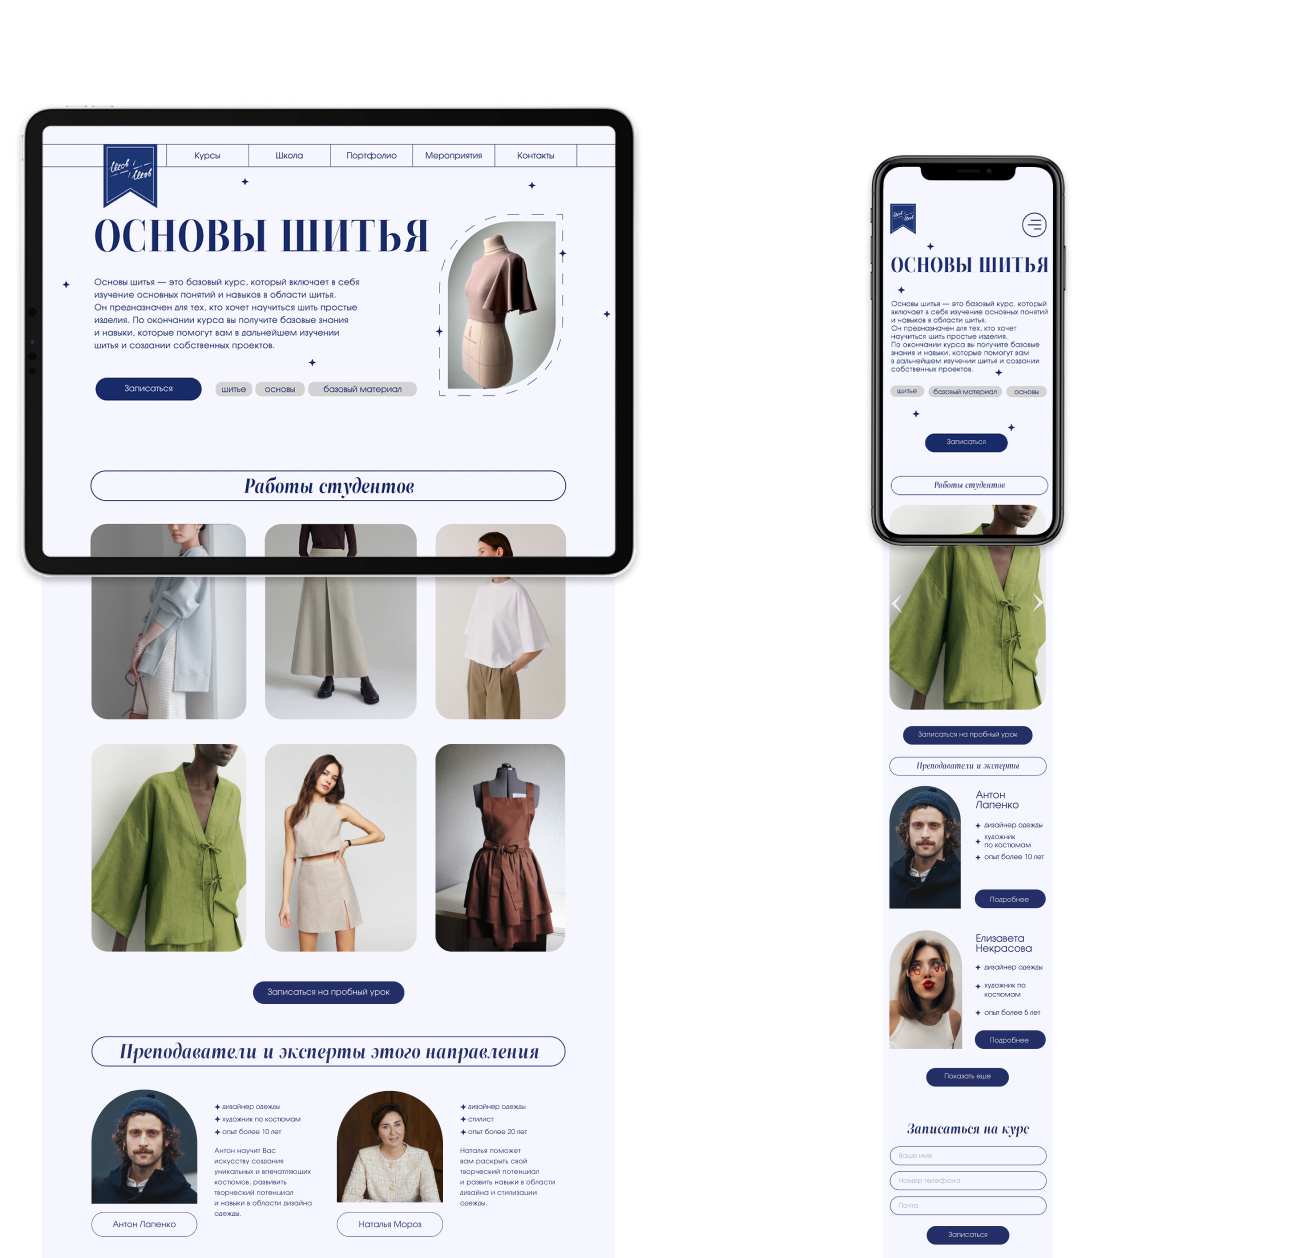 Курсы
Школа
Портфолио
Мероприятия
Контакты
ОСНОВЫ ШИТЬЯ
Основы шитья — это базовый курс, который включает в себя
изучение основных понятий и навыков в области шитья.
Он предназначен для тех, кто хочет научиться шить простые
изделия. По окончании курса вы получите базовые знания
и навыки, которые помогут вам в дальнейшем изучении
шитья и создании собственных проектов.
Записаться
шитье
основы
базовый материал
Работы студентов
Записаться на пробный урок
Преподаватели и эксперты этого направления
дизайнер одежды
художник по костюмам
опыт более 10 лет
Антон научит Вас
искусству создания
уникальных и впечатляющих
костюмов, развивить
творческий потенциал
и навыки в области дизайна
одежды.
Антон Лапенко
дизайнер одежды
стилист
опыт более 20 лет
Наталья поможет
вам раскрыть свой
творческий потенциал
и развить навыки в области
дизайна и стилизации
одежды.
Наталья Мороз
ОСНОВЫ ШИТЬЯ
Основы шитья — это базовый курс, который
включает в себя изучение основных понятий
и навыков в области шитья.
Он предназначен для тех, кто хочет
научиться шить простые изделия.
По окончании курса вы получите базовые
знания и навыки, которые помогут вам
в дальнейшем изучении шитья и создании
собственных проектов.
шитье
базовый материал
основы
Записаться
Работы студентов
Записаться на пробный урок
Преподаватели и эксперты
Антон
Лапенко
дизайнер одежды
художник
по костюмам
опыт более 10 лет
Подробнее
Елизавета
Некрасова
дизайнер одежды
художник по
костюмам
опыт более 5 лет
Подробнее
Показать еще
Записаться на курс
Ваше имя
Номер телефона
Почта
Записаться